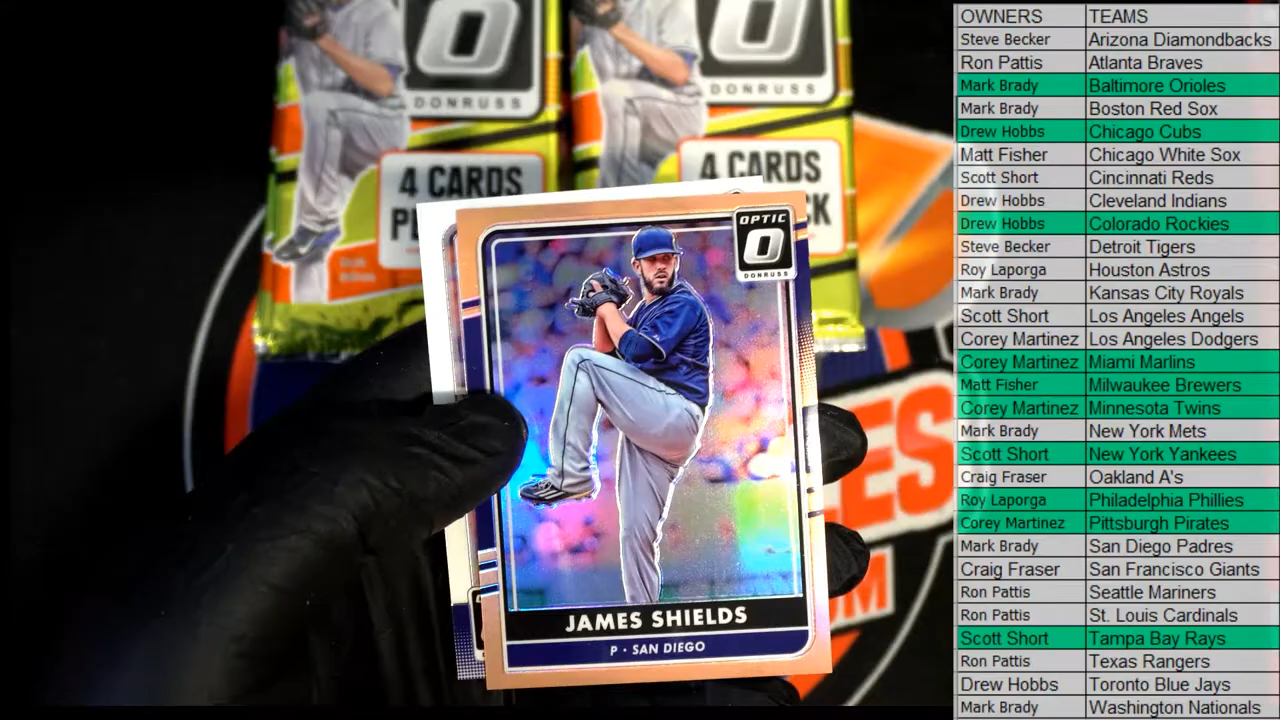 DONRUSS
DONRUSS
4 CARDS
4 CARDS
OPTIC
DONRUSS
JAMES SHIELDS
P · SAN DIEGO
OWNERS TEAMS
Steve Becker Arizona Diamondbacks
Ron Pattis Atlanta Braves
Mark Brady Baltimore Orioles
Mark Brady Boston Red Sox
Drew Hobbs Chicago Cubs
Matt Fisher Chicago White Sox
Scott Short Cincinnati Reds
Drew Hobbs Cleveland Indians
Drew Hobbs Colorado Rockies
Steve Becker Detroit Tigers
Roy Laporga Houston Astros
Mark Brady Kansas City Royals
Scott Short Los Angeles Angels
Corey Martinez Los Angeles Dodgers
Corey Martinez Miami Marlins
Matt Fisher Milwaukee Brewers
Corey Martinez Minnesota Twins
Mark Brady New York Mets
Scott Short New York Yankees
Craig Fraser Oakland A's
Roy Laporga Philadelphia Phillies
Corey Martinez Pittsburgh Pirates
Mark Brady San Diego Padres
Craig Fraser San Francisco Giants
Ron Pattis Seattle Mariners
Ron Pattis St. Louis Cardinals
Scott Short Tampa Bay Rays
Ron Pattis Texas Rangers
Drew Hobbs Toronto Blue Jays
Mark Brady Washington Nationals